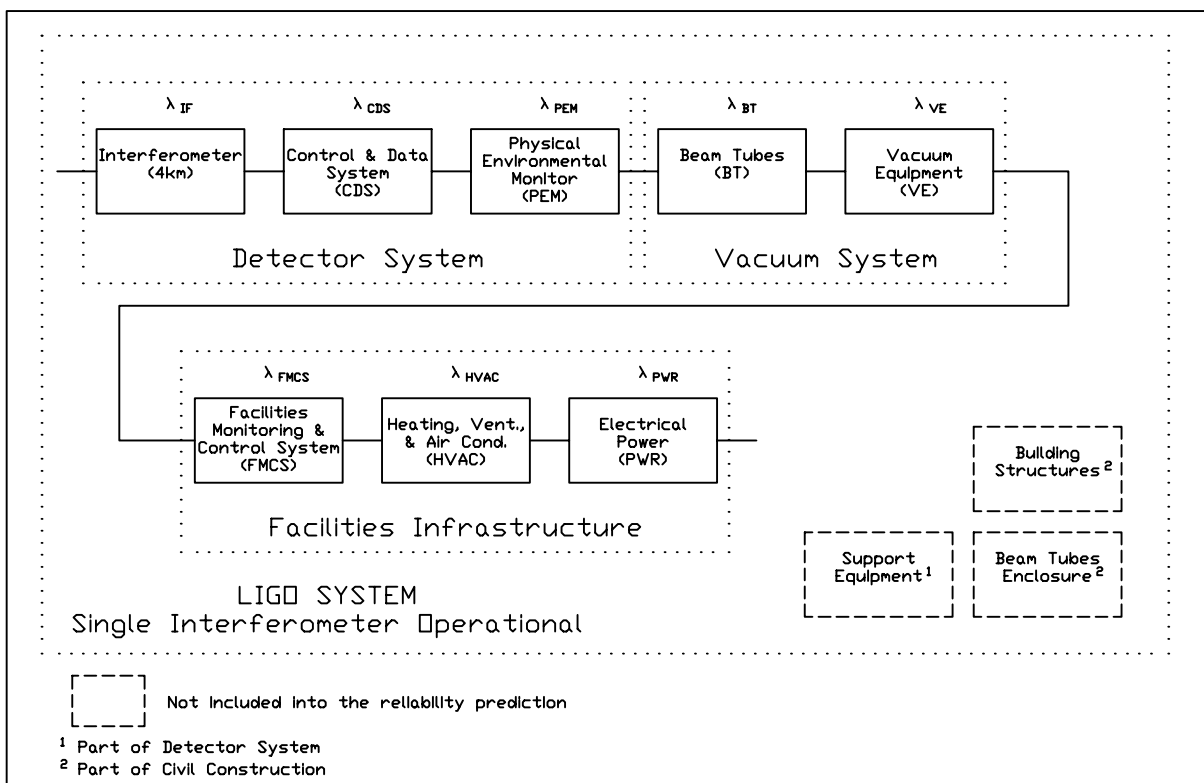 λ IF
λ CDS
λ PEM
λ BT
λ VE
Interferometer
(4km)
Control & Data
System
(CDS)
Physical
Environmental
Monitor
(PEM)
Beam Tubes
(BT)
Vacuum
Equipment
(VE)
Detector System
Vacuum System
λ FMCS
λ HVAC
λ PWR
Facilities
Monitoring &
Control System
(FMCS)
Heating, Vent.,
& Air Cond.
(HVAC)
Electrical
Power
(PWR)
Facilities Infrastructure
Building
Structures ²
Support
Equipment ¹
Beam Tubes
Enclosure ²
LIGO SYSTEM
Single Interferometer Operational
Not included into the reliability prediction
¹ Part of Detector System
² Part of Civil Construction